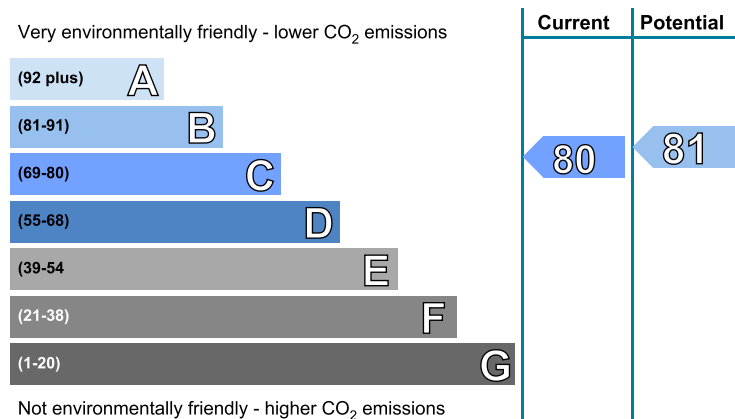 Very environmentally friendly - lower CO₂ emissions
Current
Potential
(92 plus) A
(81-91) B
(69-80) C
(55-68) D
(39-54 E
(21-38) F
(1-20) G
80
81
Not environmentally friendly - higher CO₂ emissions